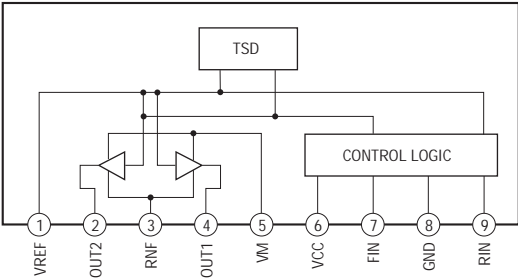 TSD
CONTROL LOGIC
1 2 3 4 5 6 7 8 9
VREF OUT2 RNF OUT1 VM VCC FIN GND RIN